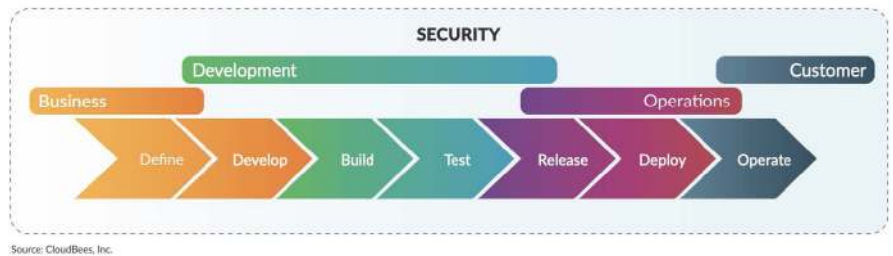 SECURITY
Development
Customer
Business
Operations
Define
Develop
Build
Test
Release
Deploy
Operate
Source: CloudBees, Inc.